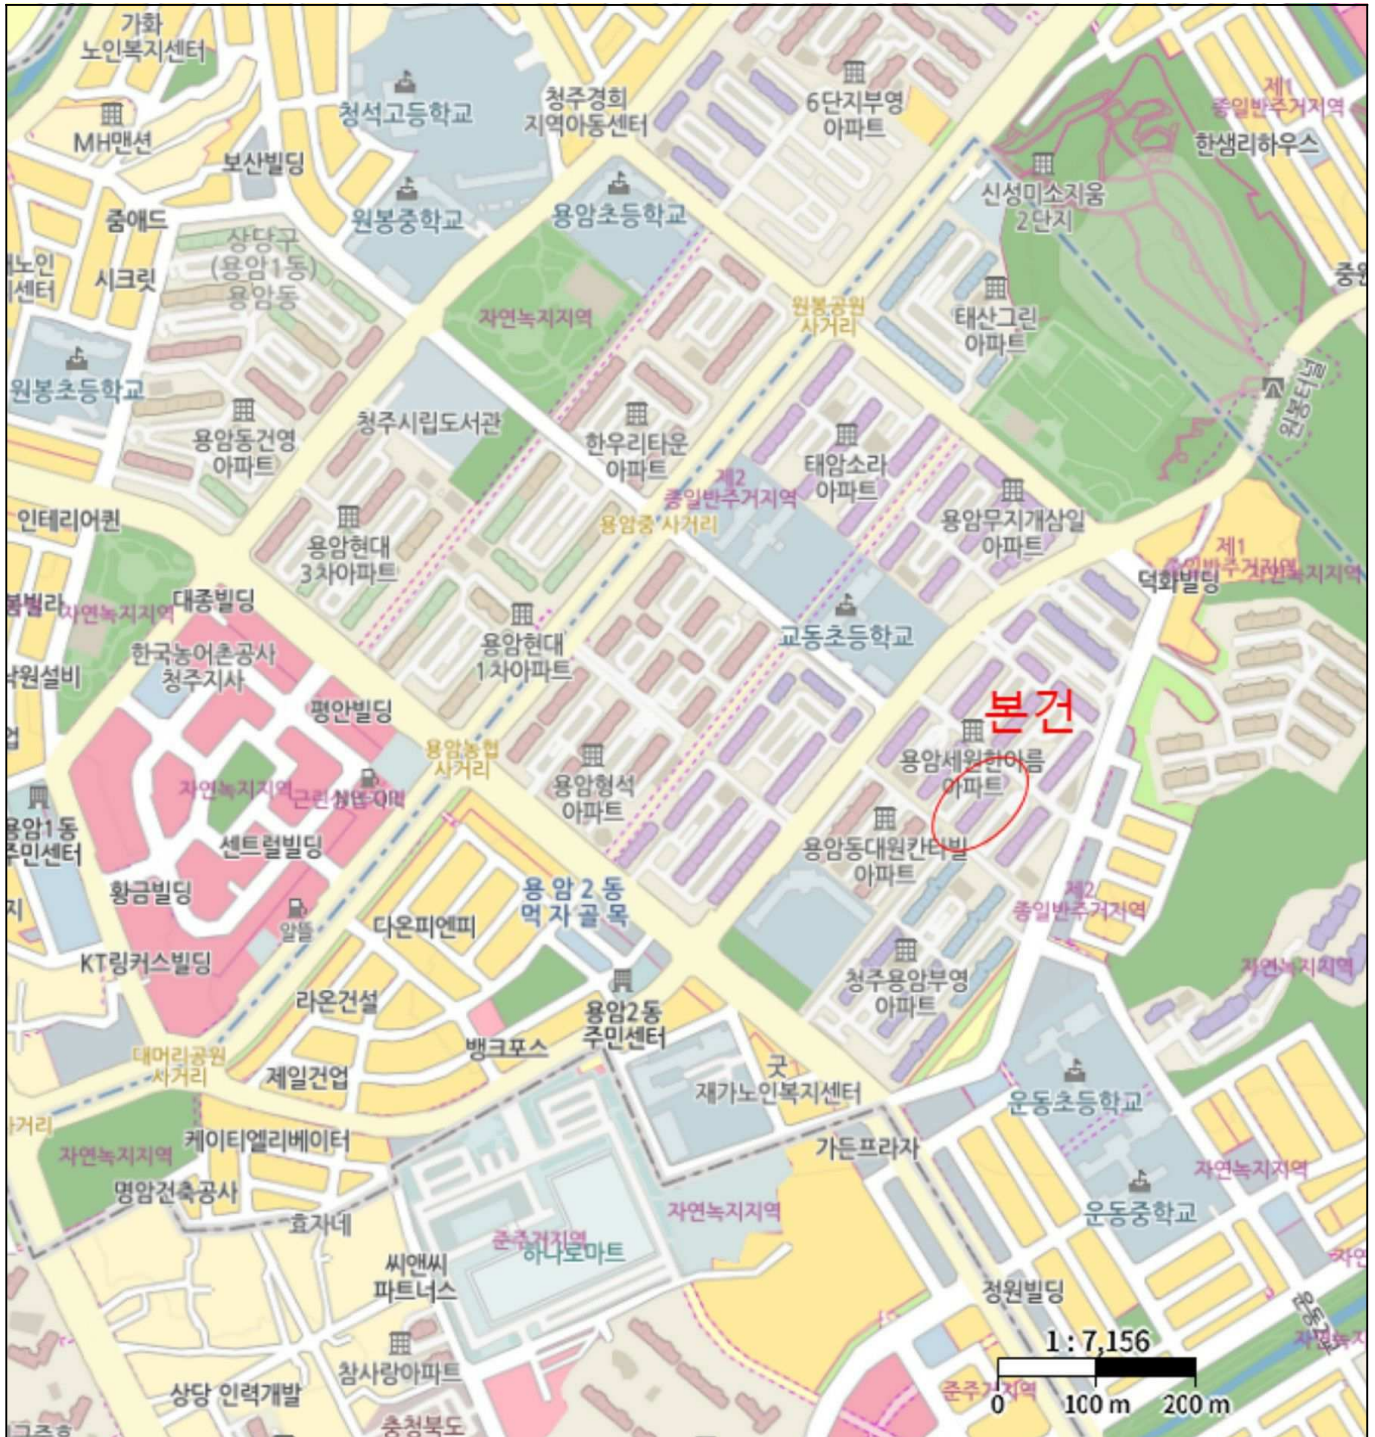 가화
노인복지센터
MH맨션
청석고등학교
청주경희
지역아동센터
6단지부영
아파트
제1
종일반주거지역
한샘리하우스
보산빌딩
줌애드
원봉중학교
용암초등학교
신성미소지움
2단지
상당구
(용암1동)
용암동
시크릿
자연녹지지역
원봉공원
사거리
태산그린
아파트
원봉초등학교
원봉터널
청주시립도서관
용암동건영
아파트
한우리타운
아파트
태암소라
아파트
제2
종일반주거지역
용암중 사거리
용암무지개삼일
아파트
인테리어퀸
용암현대
3차아파트
제1
자연녹지지역
덕화빌딩
자연녹지지역
대종빌딩
용암현대
1차아파트
교동초등학교
한국농어촌공사
청주지사
평안빌딩
본건
용암농협
사거리
용암세원한아름
아파트
용암형석
아파트
자연녹지지역
용암1동
주민센터
센트럴빌딩
용암동대원칸타빌
아파트
황금빌딩
알뜰
다온피엔피
용암2동
먹자골목
제2
종일반주거지역
KT링커스빌딩
라온건설
청주용암부영
아파트
자연녹지지역
용암2동
주민센터
뱅크포스
대머리공원
사거리
제일건업
굿
재가노인복지센터
운동초등학교
케이티엘리베이터
가든프라자
자연녹지지역
명암건축공사
자연녹지지역
효자네
자연녹지지역
운동중학교
준주거지역
하나로마트
씨앤씨
파트너스
정원빌딩
1 : 7,156
참사랑아파트
상당 인력개발
준주거지역
0 100 m 200 m
충청북도